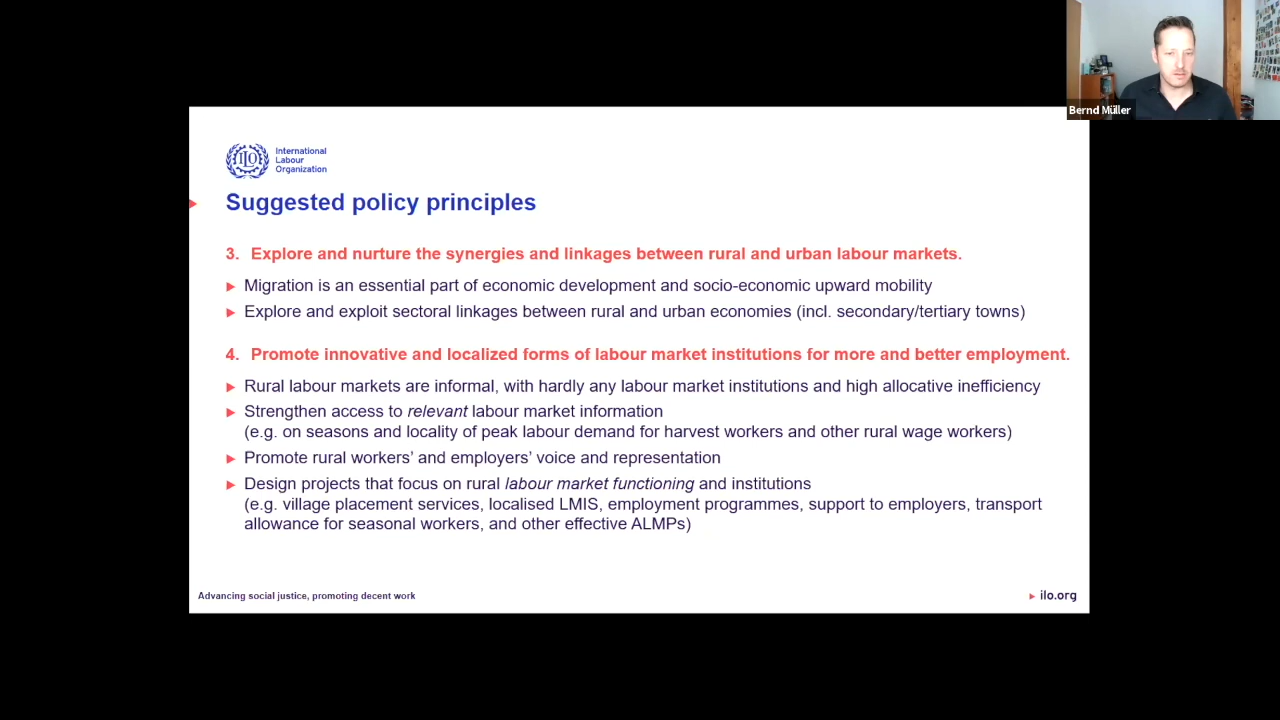 Bernd Müller
ILO
International
Labour
Organization
Suggested policy principles
3. Explore and nurture the synergies and linkages between rural and urban labour markets.
Migration is an essential part of economic development and socio-economic upward mobility
Explore and exploit sectoral linkages between rural and urban economies (incl. secondary/tertiary towns)
4. Promote innovative and localized forms of labour market institutions for more and better employment.
Rural labour markets are informal, with hardly any labour market institutions and high allocative inefficiency
Strengthen access to relevant labour market information
(e.g. on seasons and locality of peak labour demand for harvest workers and other rural wage workers)
Promote rural workers’ and employers’ voice and representation
Design projects that focus on rural labour market functioning and institutions
(e.g. village placement services, localised LMIS, employment programmes, support to employers, transport
allowance for seasonal workers, and other effective ALMPs)
Advancing social justice, promoting decent work
ilo.org